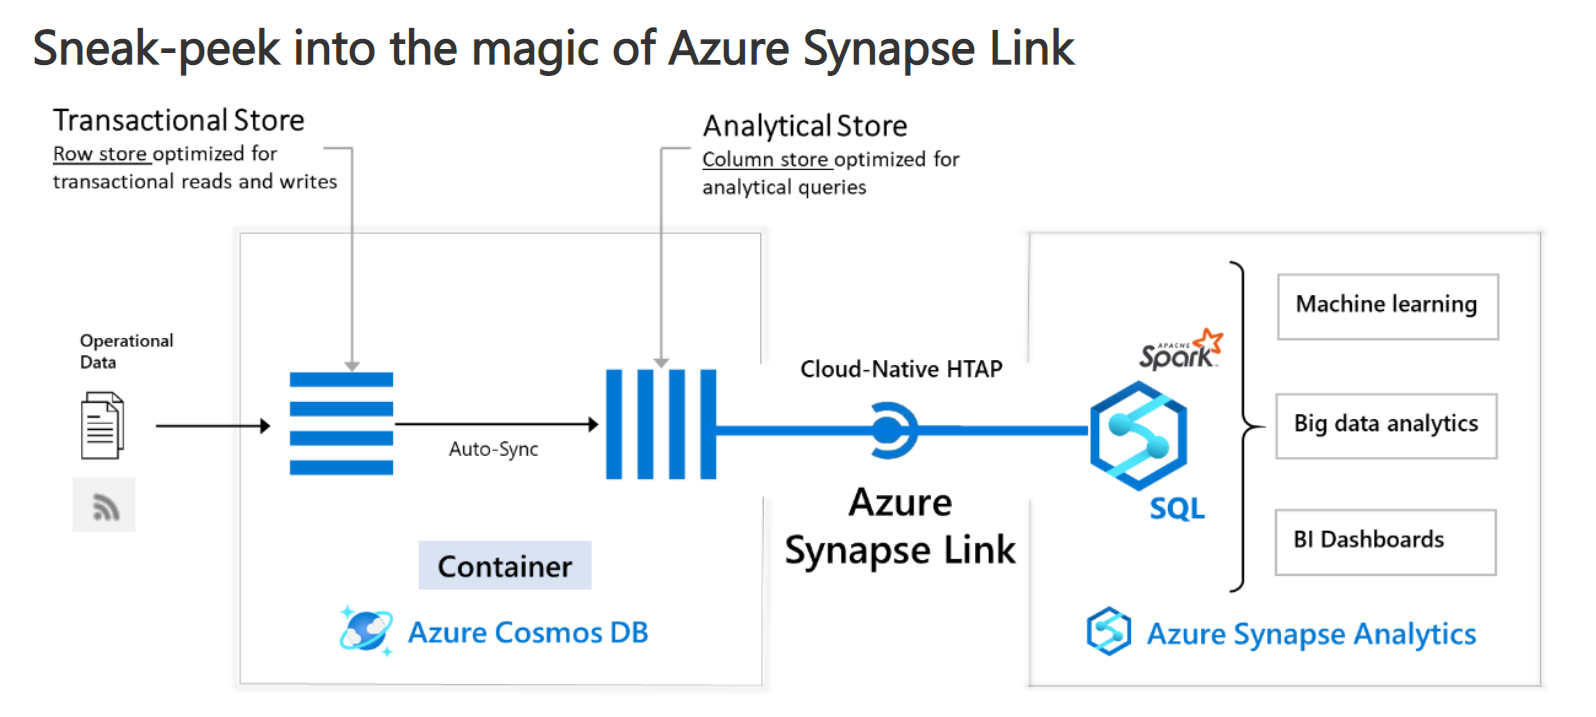 Sneak-peek into the magic of Azure Synapse Link
Transactional Store
Row store optimized for
transactional reads and writes
Analytical Store
Column store optimized for
analytical queries
Operational
Data
Auto-Sync
Container
Azure Cosmos DB
Cloud-Native HTAP
Azure
Synapse Link
APACHE
Spark
SQL
Machine learning
Big data analytics
BI Dashboards
Azure Synapse Analytics